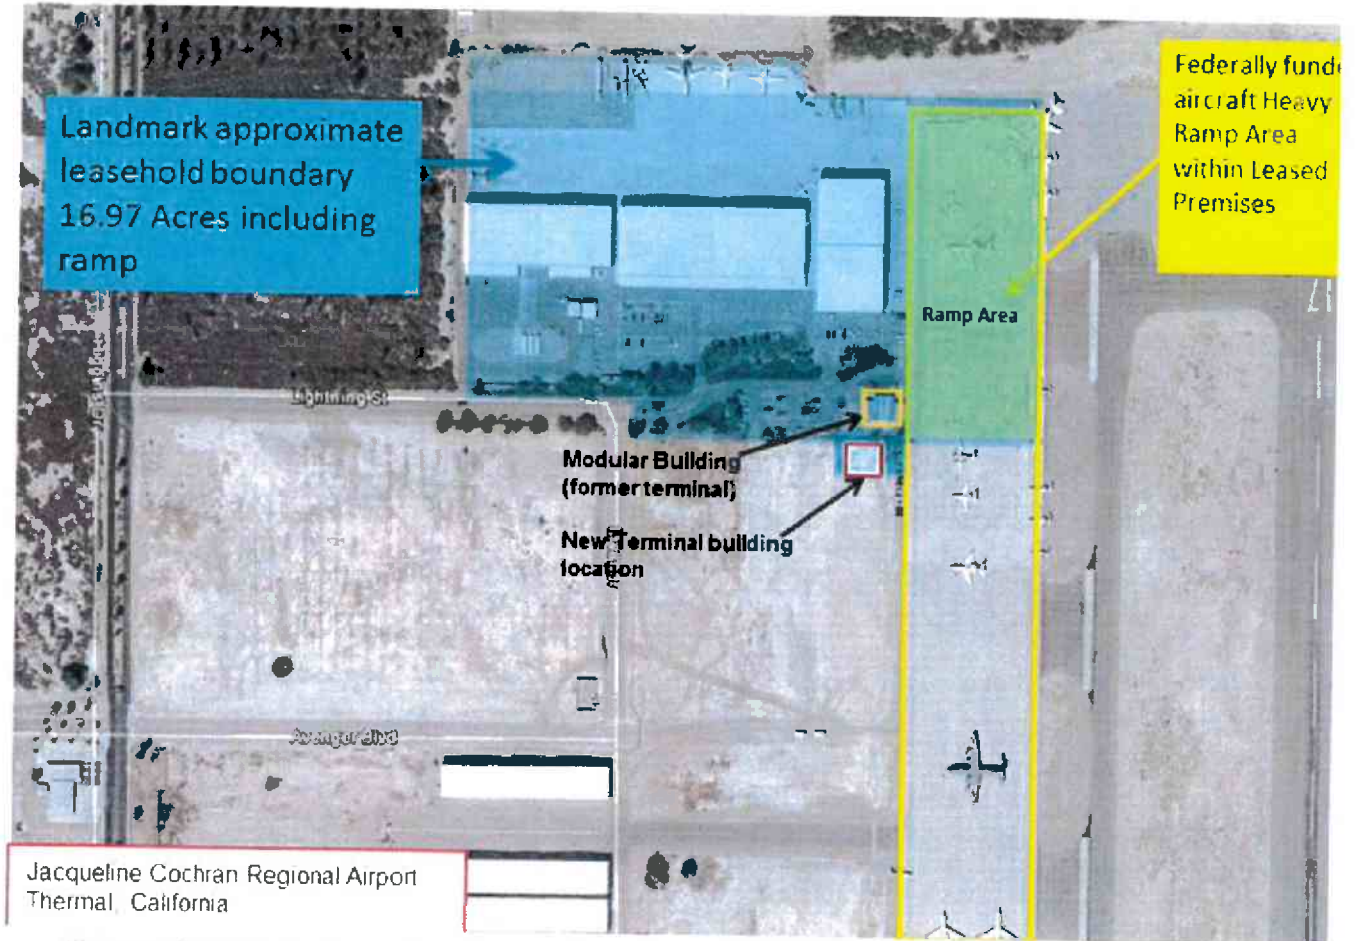 Landmark approximate
leasehold boundary
16.97 Acres including
ramp
Federally fund
aircraft Heavy
Ramp Area
within Leased
Premises
Ramp Area
Lightning St
Modular Building
(former terminal)
New Terminal building
location
Avenger Blvd
Jacqueline Cochran Regional Airport
Thermal, California